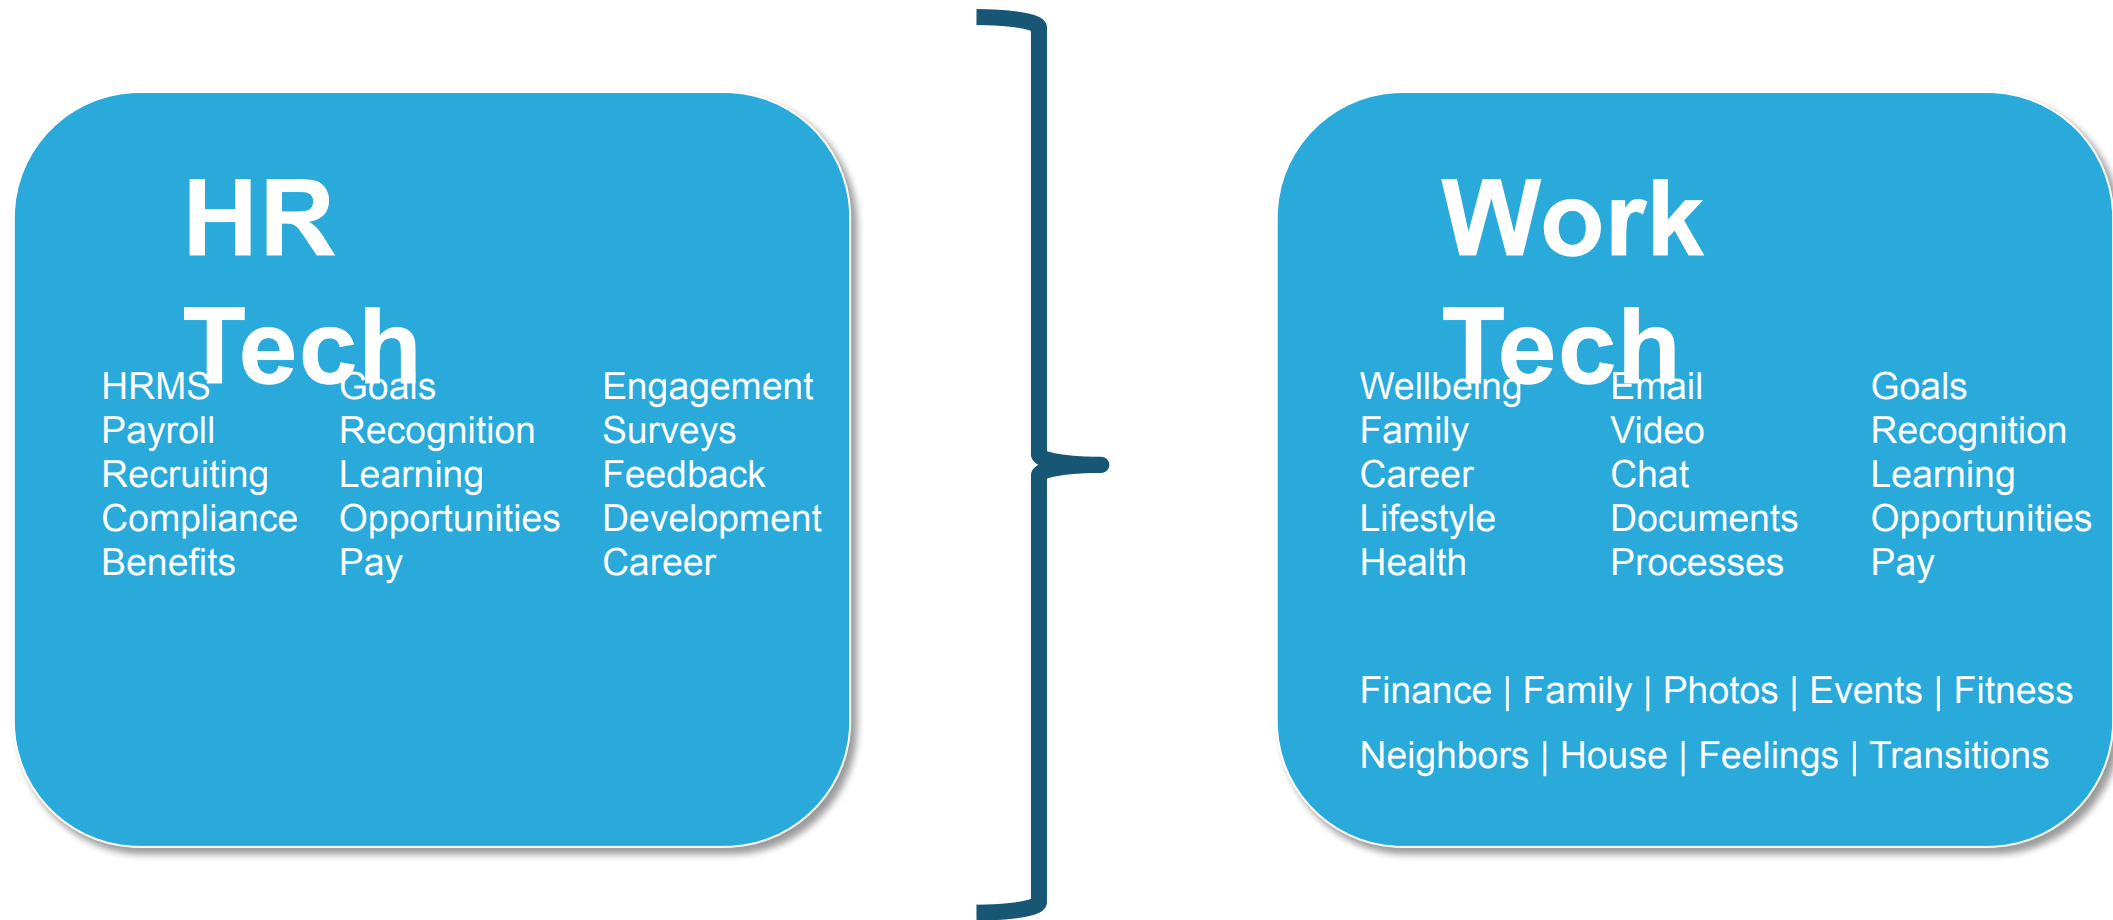 HR
Tech
HRMS Goals Engagement
Payroll Recognition Surveys
Recruiting Learning Feedback
Compliance Opportunities Development
Benefits Pay Career
Work
Tech
Wellbeing Email Goals
Family Video Recognition
Career Chat Learning
Lifestyle Documents Opportunities
Health Processes Pay
Finance | Family | Photos | Events | Fitness
Neighbors | House | Feelings | Transitions